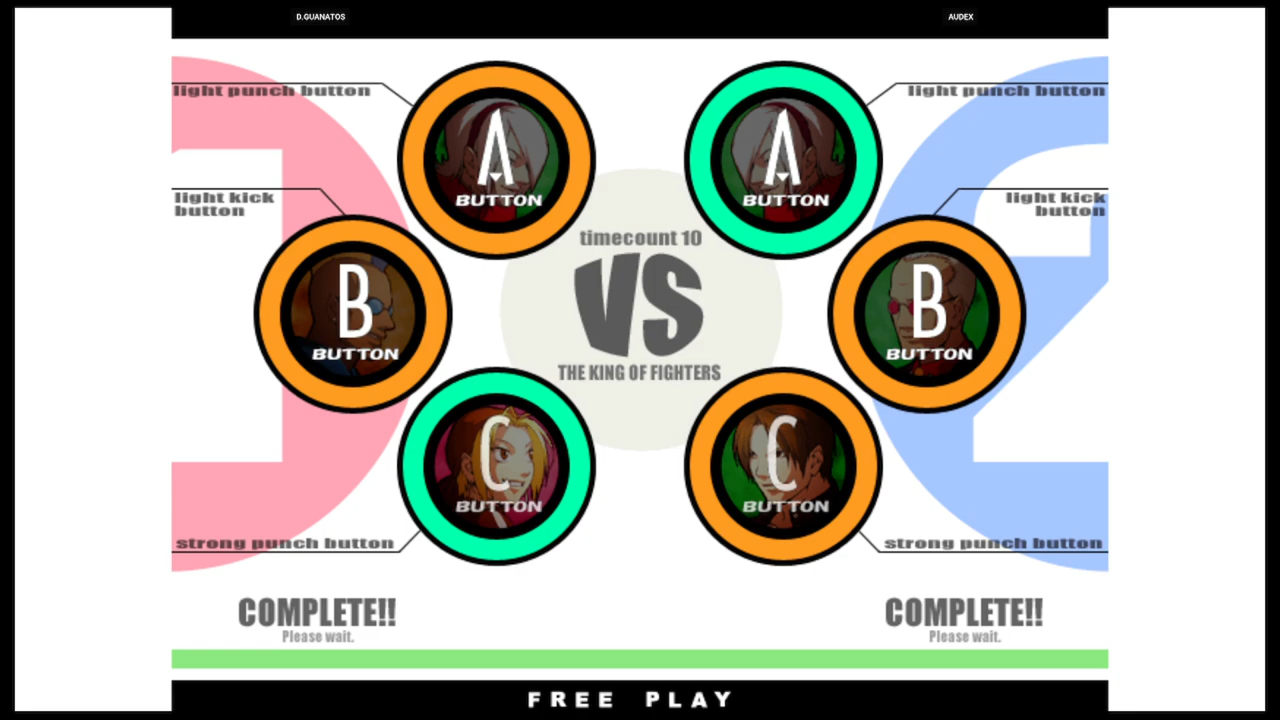 D.GUANATOS
AUDEX
light punch button
light punch button
A
BUTTON
A
BUTTON
light kick
button
light kick
button
timecount 10
VS
THE KING OF FIGHTERS
B
BUTTON
B
BUTTON
C
BUTTON
C
BUTTON
strong punch button
strong punch button
COMPLETE!!
Please wait.
COMPLETE!!
Please wait.
FREE PLAY